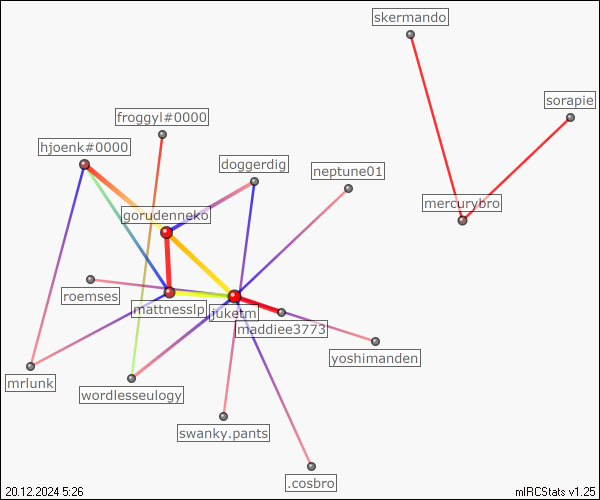 skermando
sorapie
froggyl#0000
hjoenk#0000
doggerdig
neptune01
mercurybro
gorudenneko
roemses
mattnesslp
juketm
maddiee3773
yoshimanden
mrlunk
wordlesseulogy
swanky.pants
.cosbro
20.12.2024 5:26
mIRCStats v1.25